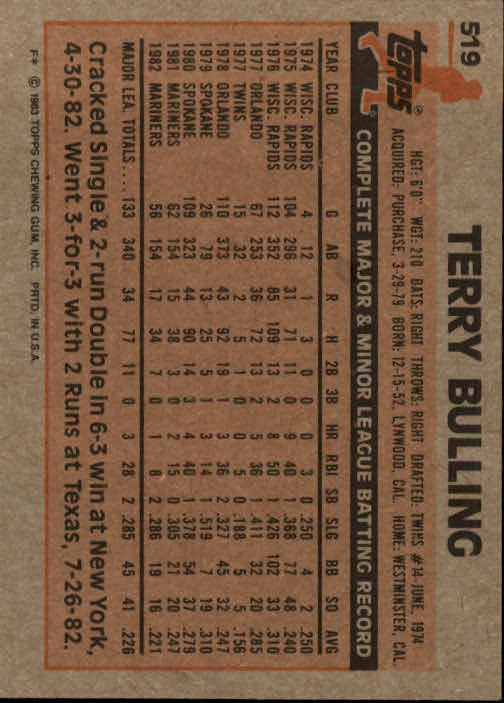 519
TERRY BULLING
topps®
HGT: 6'0" WGT: 210 BATS: RIGHT THROWS: RIGHT DRAFTED: TWINS #14-JUNE, 1974
ACQUIRED: PURCHASE, 3-29-79 BORN: 12-15-52, LYNWOOD, CAL. HOME: WESTMINSTER, CAL.
COMPLETE MAJOR & MINOR LEAGUE BATTING RECORD
YEAR CLUB G AB R H 2B 3B HR RBI SB SLG BB SO AVG
1974 WISC. RAPIDS 4 12 1 3 0 0 0 3 0 .250 4 2 .250
1975 WISC. RAPIDS 104 296 31 71 11 0 9 40 1 .368 77 48 .240
1976 WISC. RAPIDS 112 352 85 109 13 2 8 50 1 .426 102 33 .310
1977 ORLANDO 67 253 36 72 13 2 5 36 1 .411 32 20 .285
1977 TWINS 15 32 2 5 1 0 0 5 0 .188 5 5 .156
1978 ORLANDO 110 373 43 92 19 1 3 36 2 .327 45 32 .247
1979 SPOKANE 26 79 13 25 5 1 3 14 1 .519 7 19 .310
1980 SPOKANE 109 323 44 90 14 3 4 40 1 .378 54 37 .279
1981 MARINERS 62 154 15 38 3 0 2 15 0 .305 21 20 .247
1982 MARINERS 56 154 17 34 7 0 1 8 2 .286 19 16 .221
MAJOR LEA. TOTALS.... 133 340 34 77 11 0 3 28 2 .285 45 41 .226
Cracked Single & 2-run Double in 6-3 win at New York,
4-30-82. Went 3-for-3 with 2 Runs at Texas, 7-26-82.
F* © 1983 TOPPS CHEWING GUM, INC. PRTD. IN U.S.A.